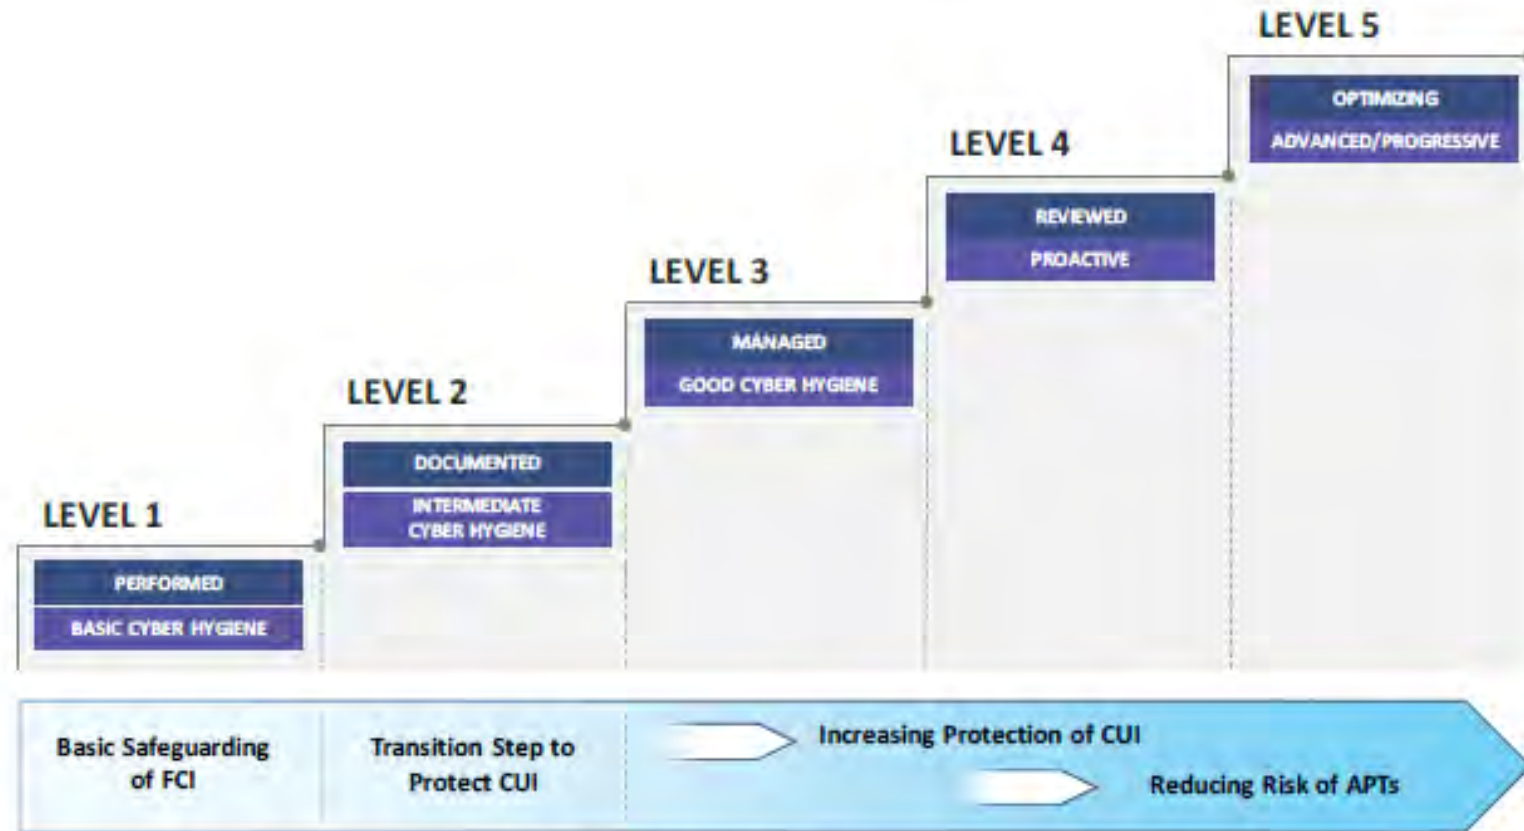 LEVEL 1
PERFORMED
BASIC CYBER HYGIENE
LEVEL 2
DOCUMENTED
INTERMEDIATE
CYBER HYGIENE
LEVEL 3
MANAGED
GOOD CYBER HYGIENE
LEVEL 4
REVIEWED
PROACTIVE
LEVEL 5
OPTIMIZING
ADVANCED/PROGRESSIVE
Basic Safeguarding
of FCI
Transition Step to
Protect CUI
Increasing Protection of CUI
Reducing Risk of APTs